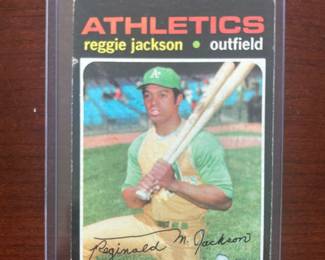 ATHLETICS
reggie jackson • outfield
A's
Reginald M. Jackson